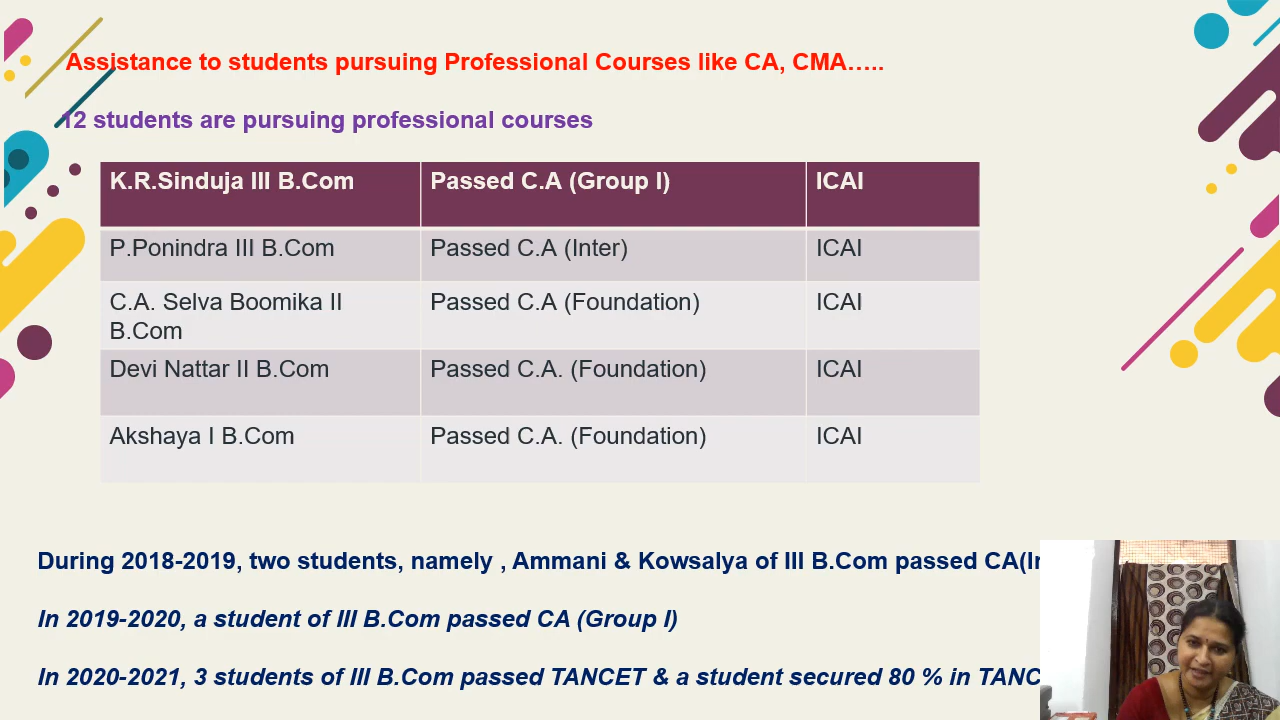 Assistance to students pursuing Professional Courses like CA, CMA…..
12 students are pursuing professional courses
K.R.Sinduja III B.Com Passed C.A (Group I) ICAI
P.Ponindra III B.Com Passed C.A (Inter) ICAI
C.A. Selva Boomika II Passed C.A (Foundation) ICAI
B.Com
Devi Nattar II B.Com Passed C.A. (Foundation) ICAI
Akshaya I B.Com Passed C.A. (Foundation) ICAI
During 2018-2019, two students, namely , Ammani & Kowsalya of III B.Com passed
In 2019-2020, a student of III B.Com passed CA (Group I)
In 2020-2021, 3 students of III B.Com passed TANCET & a student secured 80 % in